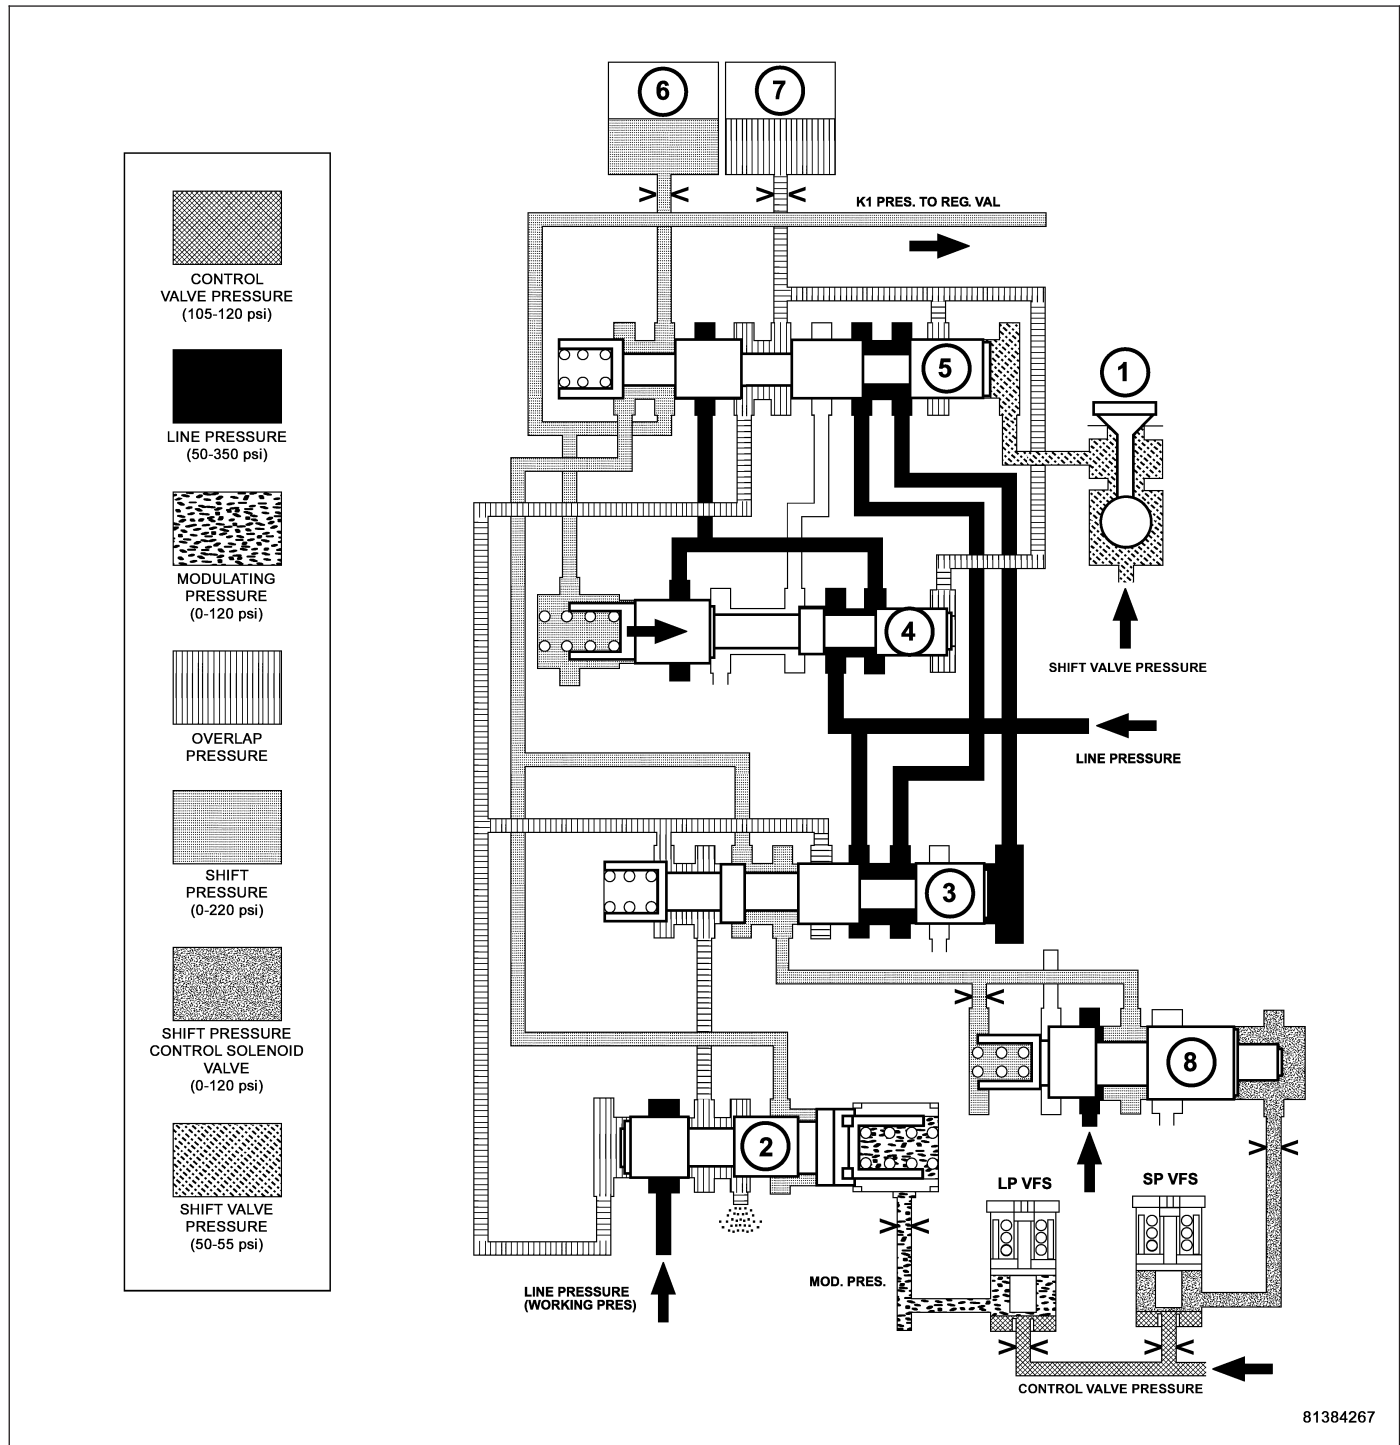 6
7
K1 PRES. TO REG. VAL
CONTROL
VALVE PRESSURE
(105-120 psi)
5
1
LINE PRESSURE
(50-350 psi)
MODULATING
PRESSURE
(0-120 psi)
4
SHIFT VALVE PRESSURE
OVERLAP
PRESSURE
LINE PRESSURE
SHIFT
PRESSURE
(0-220 psi)
3
SHIFT PRESSURE
CONTROL SOLENOID
VALVE
(0-120 psi)
8
2
LP VFS
SP VFS
SHIFT VALVE
PRESSURE
(50-55 psi)
MOD. PRES.
LINE PRESSURE
(WORKING PRES)
CONTROL VALVE PRESSURE
81384267